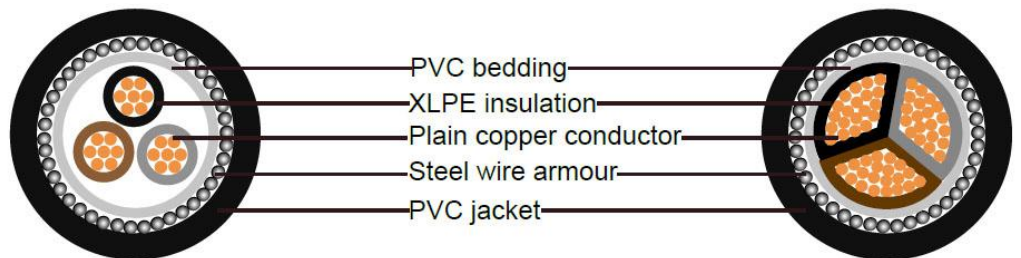 PVC bedding
XLPE insulation
Plain copper conductor
Steel wire armour
PVC jacket